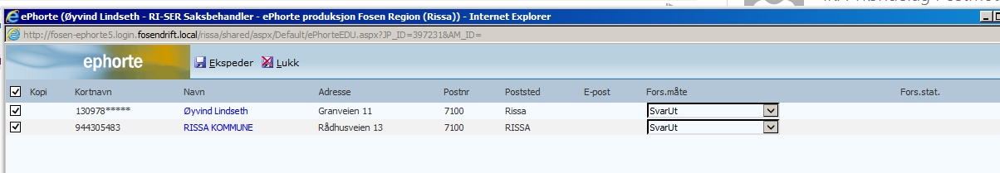 ePhorte (Øyvind Lindseth - RI-SER Saksbehandler - ePhorte produksjon Fosen Region (Rissa)) - Internet Explorer
http://fosen-ephorte5.login.fosendrift.local/rissa/shared/aspx/Default/ePhorteEDU.aspx?JP_ID=397231&AM_ID=
ephorte Ekspeder Lukk
Kopi Kortnavn Navn Adresse Postnr Poststed E-post Fors.måte Fors.stat.
130978***** Øyvind Lindseth Granveien 11 7100 Rissa SvarUt
944305483 RISSA KOMMUNE Rådhusveien 13 7100 RISSA SvarUt